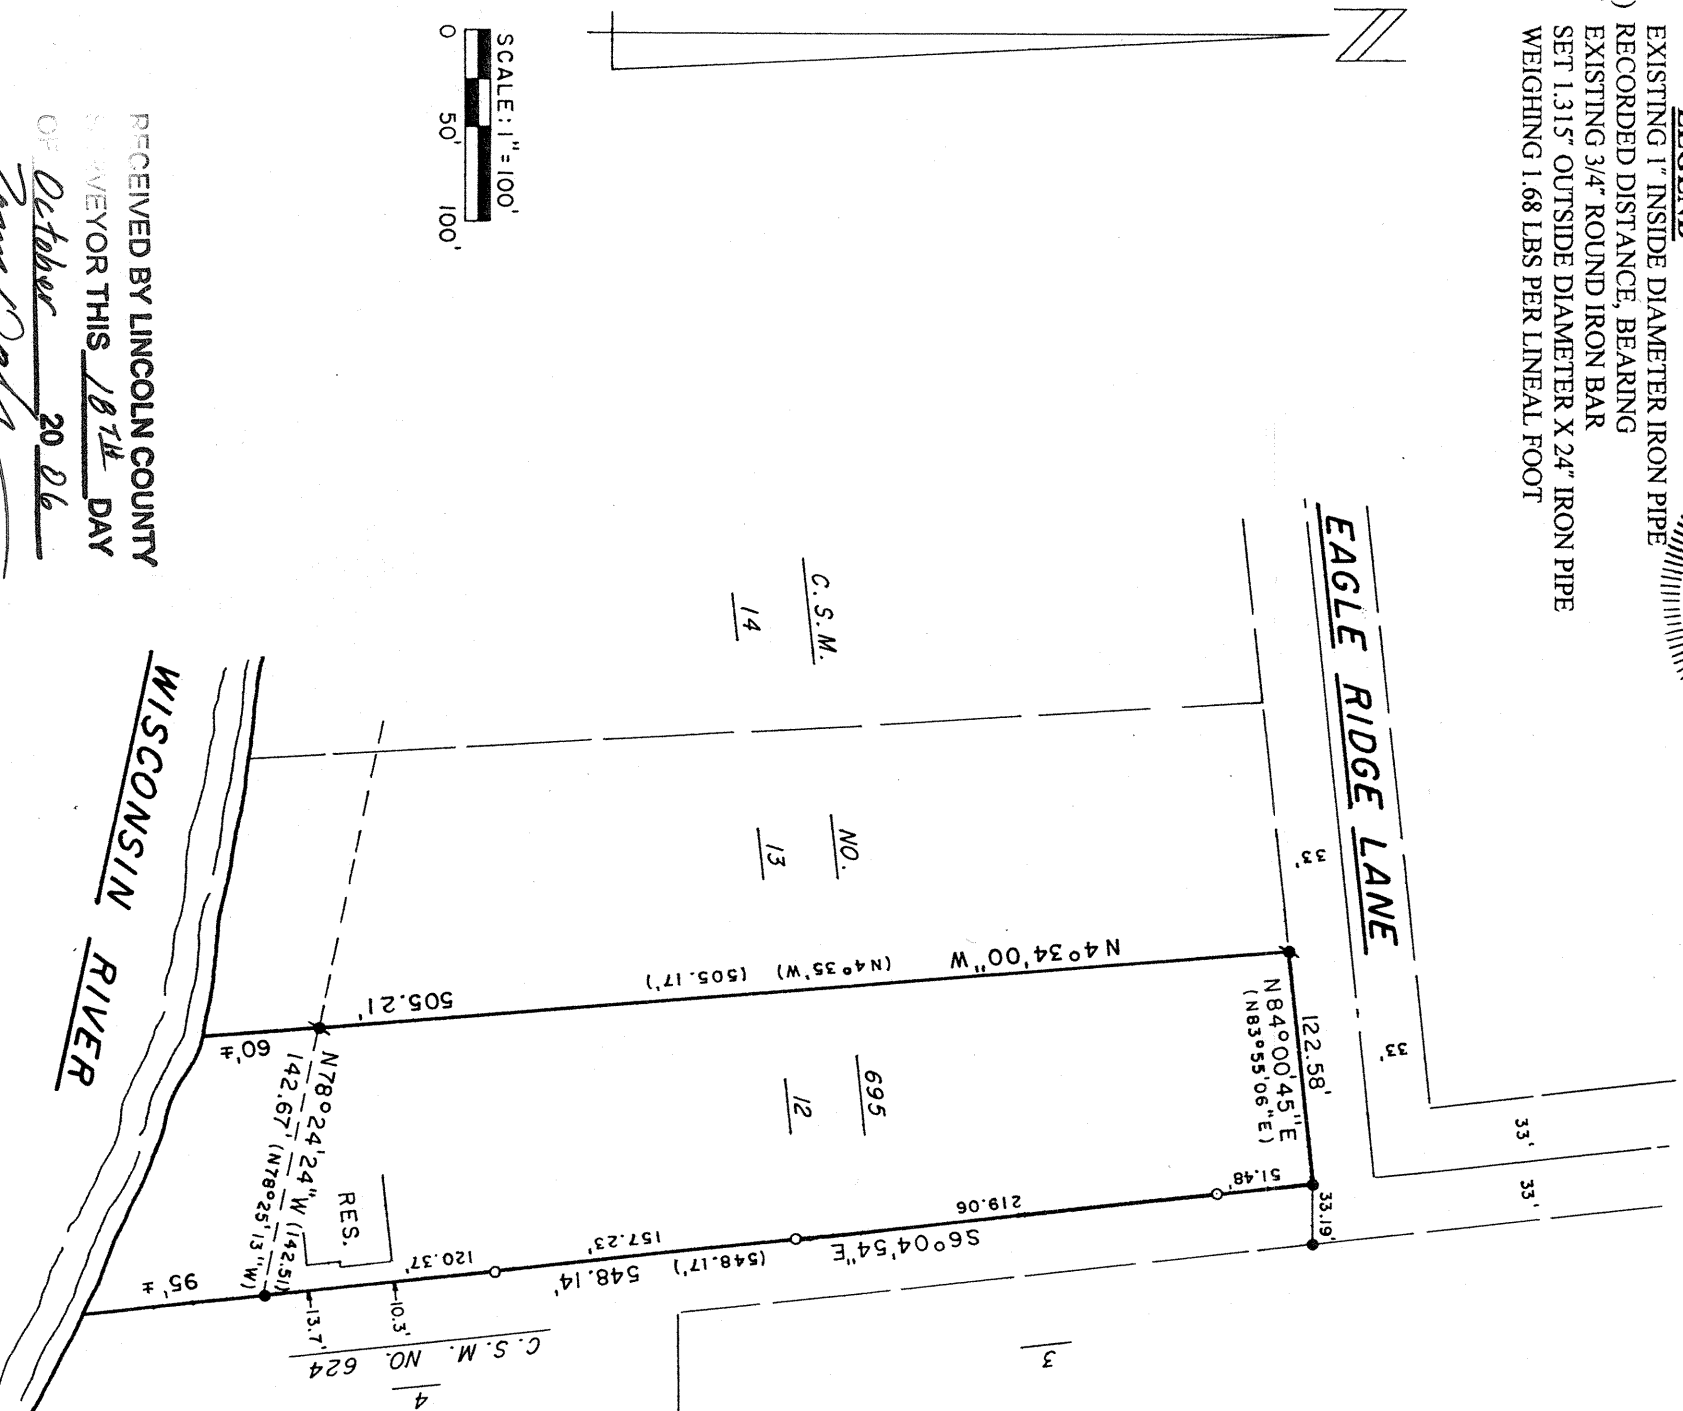 LEGEND
EXISTING 1" INSIDE DIAMETER IRON PIPE
) RECORDED DISTANCE, BEARING
EXISTING 3/4" ROUND IRON BAR
SET 1.315" OUTSIDE DIAMETER X 24" IRON PIPE
WEIGHING 1.68 LBS PER LINEAL FOOT
N
SCALE: 1" = 100'
0 50' 100'
EAGLE RIDGE LANE
33'
33'
33'
33'
33.19'
122.58'
N84°00'45"E
(N83°55'06"E)
C.S.M.
14
NO.
13
695
12
N4°34'00"W
(N4°35'W) (505.17')
505.21'
51.48'
219.06
S6°04'54"E
157.23'
(548.17')
548.14'
120.37'
RES.
N78°24'24"W (142.51)
142.67' (N78°25'13"W)
60'±
95'±
10.3'
13.7'
C.S.M. NO. 624
4
3
WISCONSIN RIVER
RECEIVED BY LINCOLN COUNTY
SURVEYOR THIS 18TH DAY
OF October 2006